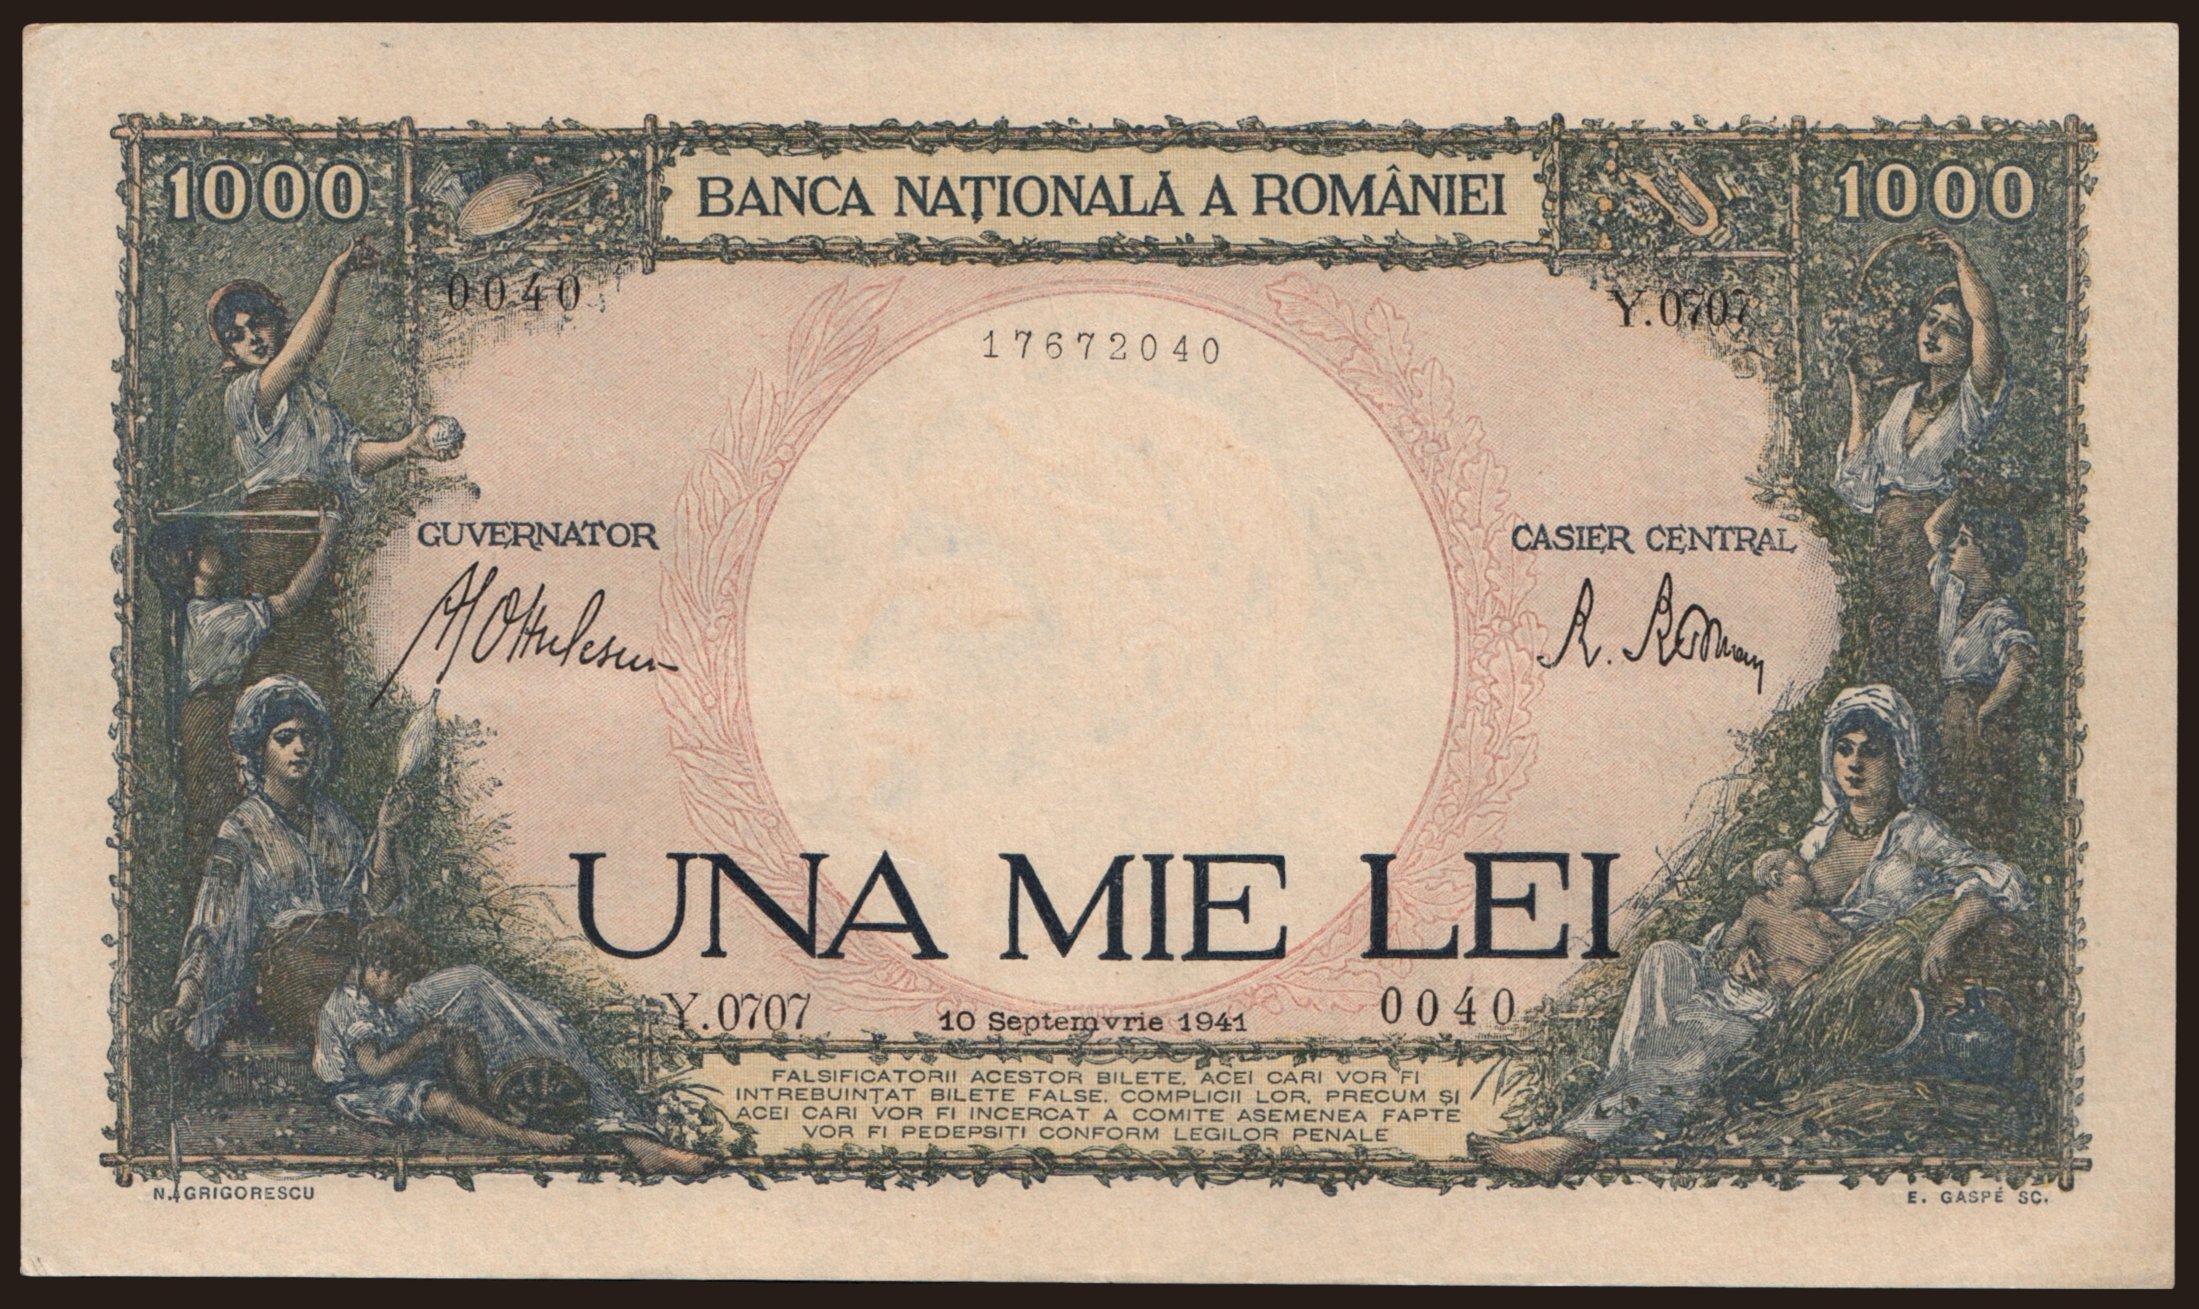 1000
BANCA NAȚIONALĂ A ROMÂNIEI
1000
0040
Y.0707
17672040
GUVERNATOR
CASIER CENTRAL
UNA MIE LEI
Y.0707
10 Septemvrie 1941
0040
FALSIFICATORII ACESTOR BILETE, ACEI CARI VOR FI
INTREBUINȚAT BILETE FALSE, COMPLICII LOR, PRECUM ȘI
ACEI CARI VOR FI INCERCAT A COMITE ASEMENEA FAPTE
VOR FI PEDEPSIȚI CONFORM LEGILOR PENALE
N. GRIGORESCU
E. GASPÉ SC.